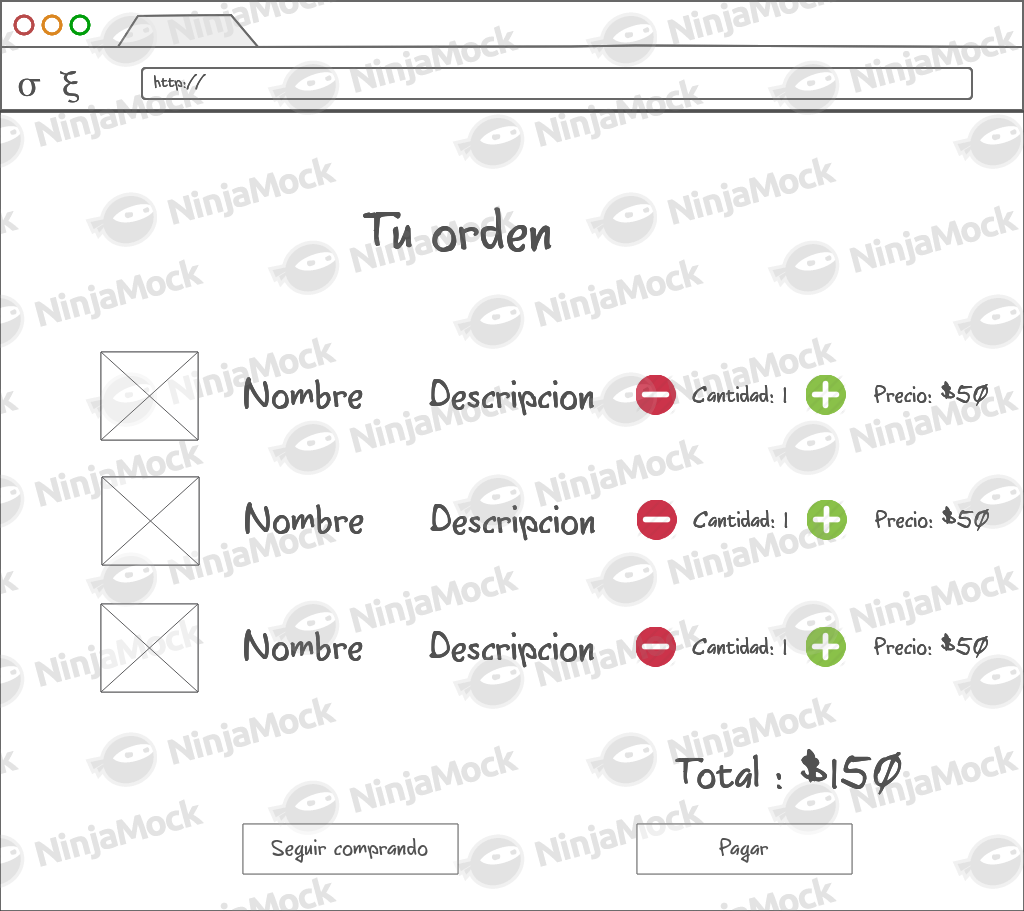 http://
Tu orden
Nombre Descripcion Cantidad: 1 Precio: $50
Nombre Descripcion Cantidad: 1 Precio: $50
Nombre Descripcion Cantidad: 1 Precio: $50
Total : $150
Seguir comprando Pagar
NinjaMock